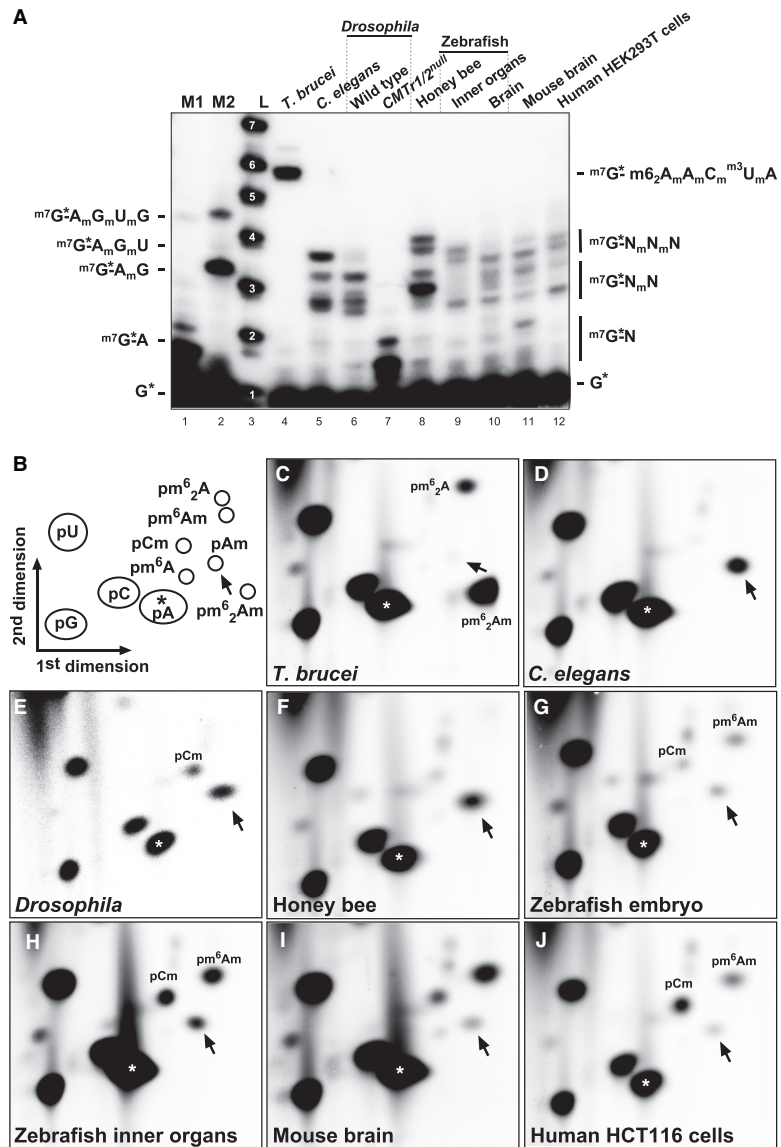 A
Drosophila
Zebrafish
M1 M2 L T. brucei C. elegans Wild type CMTr1/2null Honey bee Inner organs Brain Mouse brain Human HEK293T cells
7
6
5
4
3
2
1
m7G*-AmGmUmG
m7G*-AmGmU
m7G*-AmG
m7G*-A
G*
m7G*- m62AmAmCm m3UmA
m7G*-NmNmN
m7G*-NmN
m7G*-N
G*
1 2 3 4 5 6 7 8 9 10 11 12
B
pm62A
pm6Am
pCm pAm
pm6A
pU
pC
* pA
pG
pm62Am
2nd dimension
1st dimension
C
pm62A
*
pm62Am
T. brucei
D
*
C. elegans
E
pCm
*
Drosophila
F
*
Honey bee
G
pm6Am
pCm
*
Zebrafish embryo
H
pm6Am
pCm
*
Zebrafish inner organs
I
*
Mouse brain
J
pm6Am
pCm
*
Human HCT116 cells